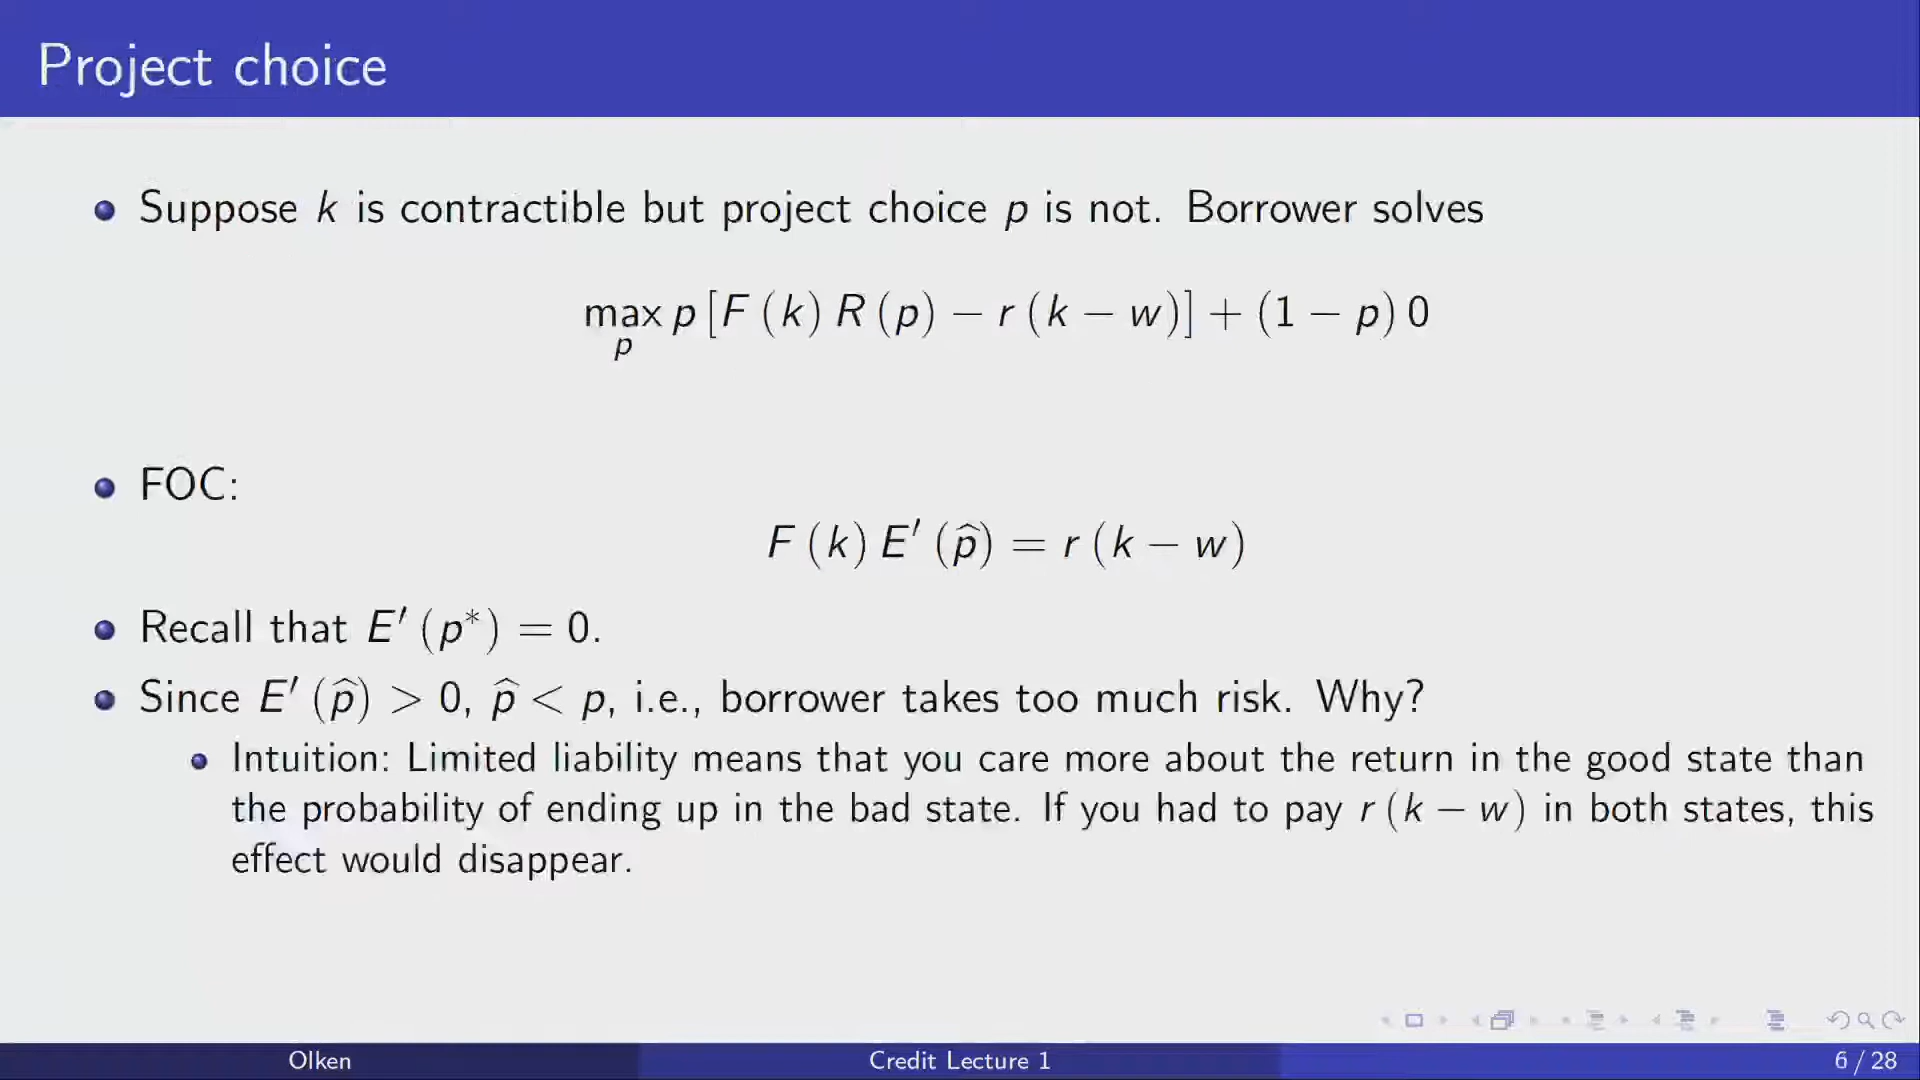 Project choice
Suppose k is contractible but project choice p is not. Borrower solves
max p [F (k) R (p) − r (k − w)] + (1 − p) 0
p
FOC:
F (k) E′ (p̂) = r (k − w)
Recall that E′ (p*) = 0.
Since E′ (p̂) > 0, p̂ < p, i.e., borrower takes too much risk. Why?
Intuition: Limited liability means that you care more about the return in the good state than
the probability of ending up in the bad state. If you had to pay r (k − w) in both states, this
effect would disappear.
Olken
Credit Lecture 1
6 / 28